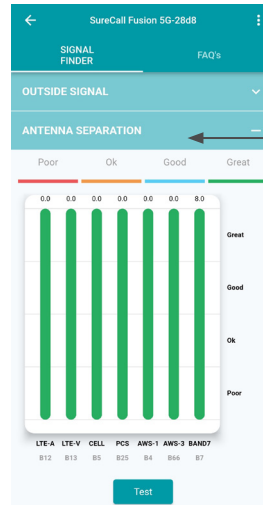 SureCall Fusion 5G-28d8
SIGNAL
FINDER
FAQ's
OUTSIDE SIGNAL
ANTENNA SEPARATION
Poor Ok Good Great
0.0 0.0 0.0 0.0 0.0 0.0 8.0
Great
Good
Ok
Poor
LTE-A LTE-V CELL PCS AWS-1 AWS-3 BAND7
B12 B13 B5 B25 B4 B66 B7
Test